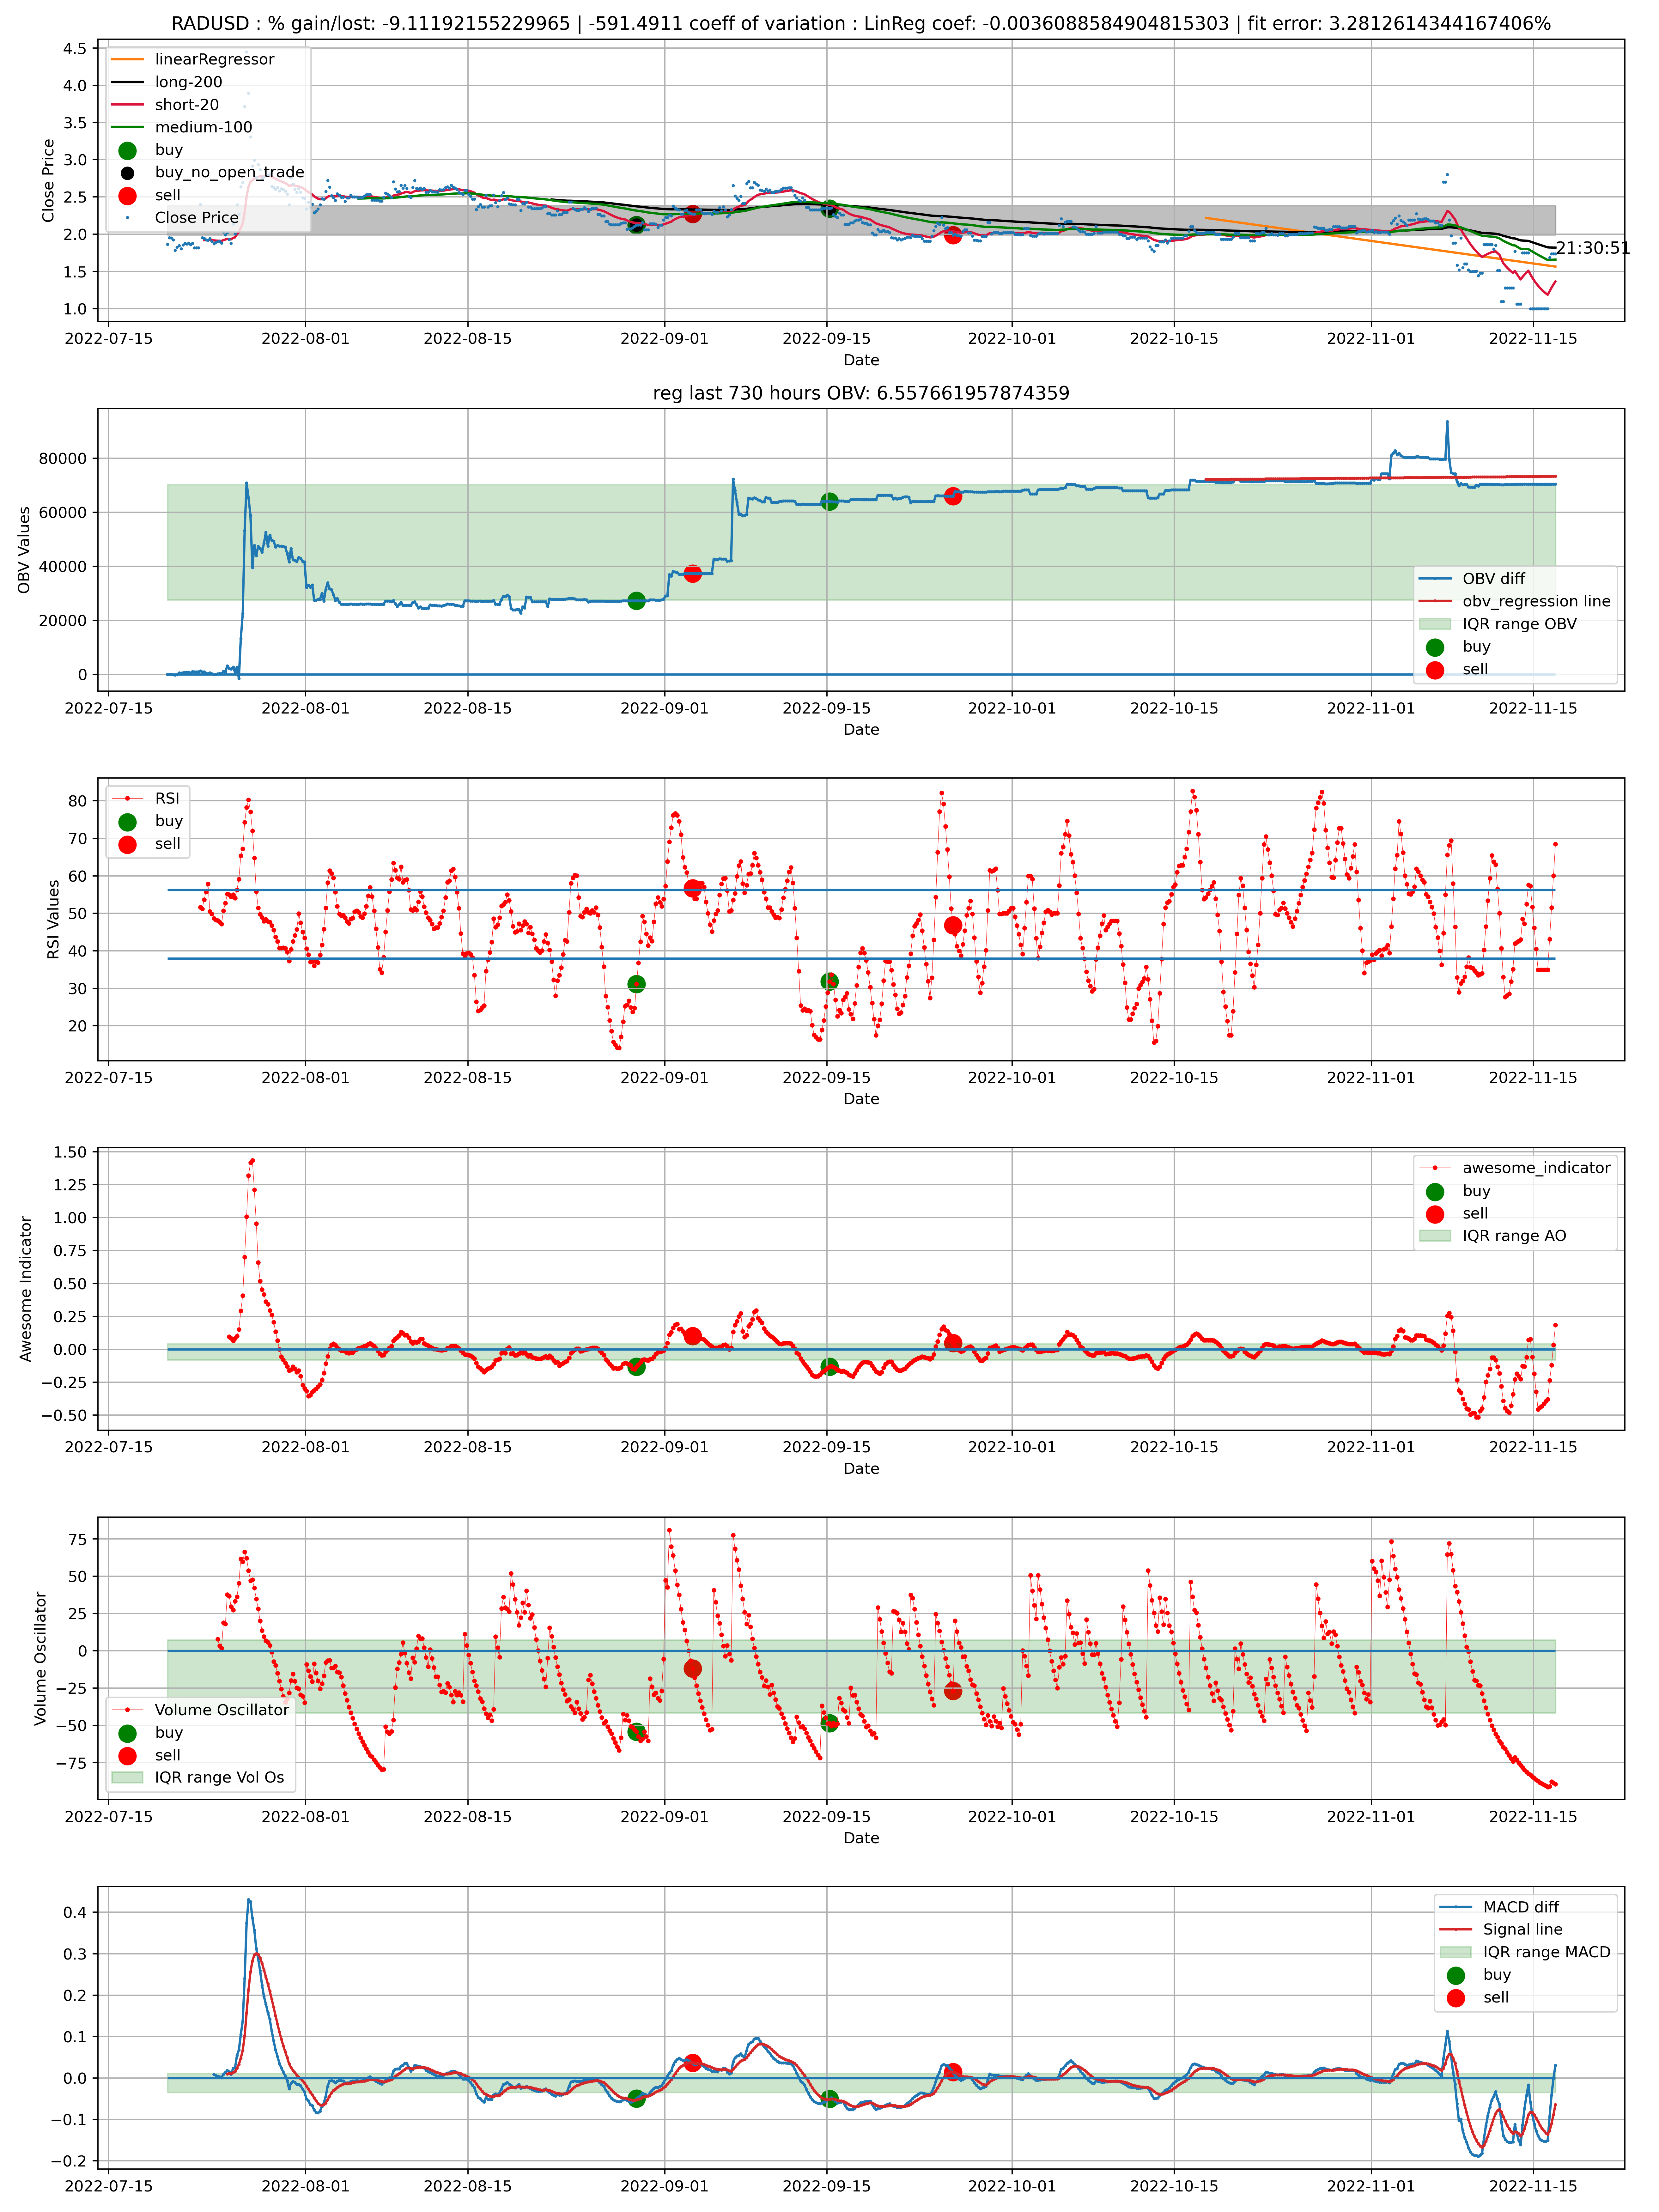 RADUSD : % gain/lost: -9.11192155229965 | -591.4911 coeff of variation : LinReg coef: -0.0036088584904815303 | fit error: 3.2812614344167406%
Close Price
4.5
4.0
3.5
3.0
2.5
2.0
1.5
1.0
linearRegressor
long-200
short-20
medium-100
buy
buy_no_open_trade
sell
Close Price
21:30:51
2022-07-15 2022-08-01 2022-08-15 2022-09-01 2022-09-15 2022-10-01 2022-10-15 2022-11-01 2022-11-15
Date
reg last 730 hours OBV: 6.557661957874359
OBV Values
80000
60000
40000
20000
0
OBV diff
obv_regression line
IQR range OBV
buy
sell
2022-07-15 2022-08-01 2022-08-15 2022-09-01 2022-09-15 2022-10-01 2022-10-15 2022-11-01 2022-11-15
Date
RSI Values
80
70
60
50
40
30
20
RSI
buy
sell
2022-07-15 2022-08-01 2022-08-15 2022-09-01 2022-09-15 2022-10-01 2022-10-15 2022-11-01 2022-11-15
Date
Awesome Indicator
1.50
1.25
1.00
0.75
0.50
0.25
0.00
−0.25
−0.50
awesome_indicator
buy
sell
IQR range AO
2022-07-15 2022-08-01 2022-08-15 2022-09-01 2022-09-15 2022-10-01 2022-10-15 2022-11-01 2022-11-15
Date
Volume Oscillator
75
50
25
0
−25
−50
−75
Volume Oscillator
buy
sell
IQR range Vol Os
2022-07-15 2022-08-01 2022-08-15 2022-09-01 2022-09-15 2022-10-01 2022-10-15 2022-11-01 2022-11-15
Date
0.4
0.3
0.2
0.1
0.0
−0.1
−0.2
MACD diff
Signal line
IQR range MACD
buy
sell
2022-07-15 2022-08-01 2022-08-15 2022-09-01 2022-09-15 2022-10-01 2022-10-15 2022-11-01 2022-11-15